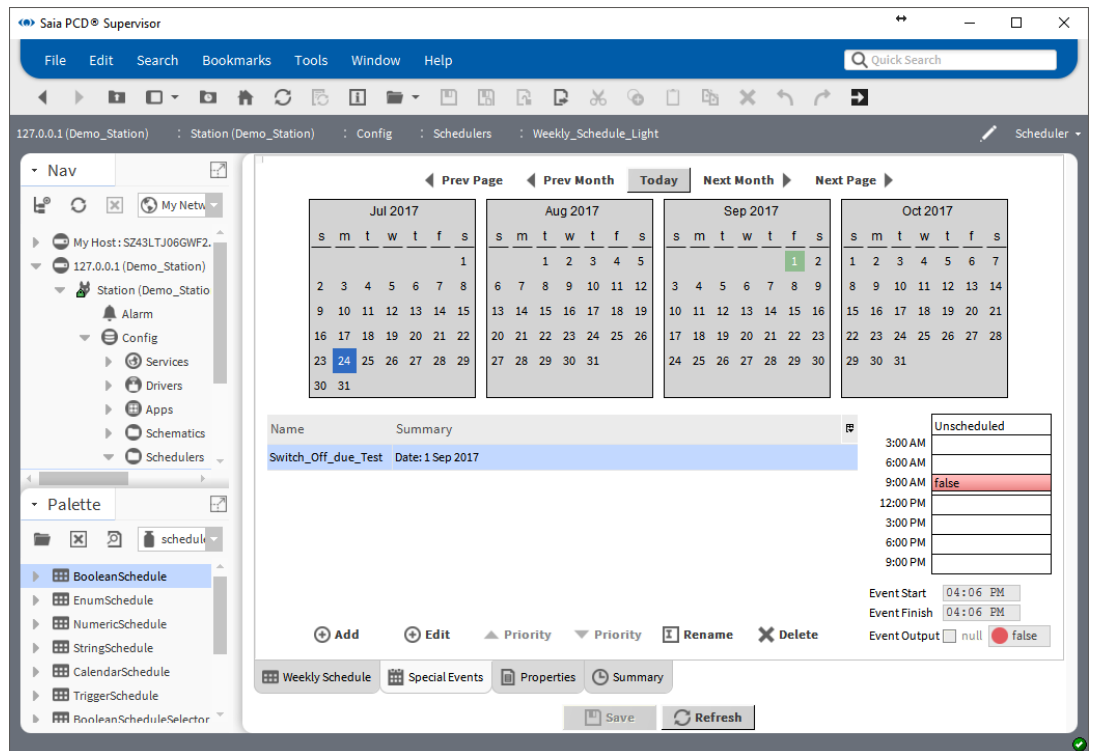 Saia PCD® Supervisor
File Edit Search Bookmarks Tools Window Help
Quick Search
127.0.0.1 (Demo_Station) : Station (Demo_Station) : Config : Schedulers : Weekly_Schedule_Light
Scheduler
Nav
My Netw
My Host : SZ43LTJ06GWF2.
127.0.0.1 (Demo_Station)
Station (Demo_Statio
Alarm
Config
Services
Drivers
Apps
Schematics
Schedulers
Palette
schedule
BooleanSchedule
EnumSchedule
NumericSchedule
StringSchedule
CalendarSchedule
TriggerSchedule
BooleanScheduleSelector
Prev Page Prev Month Today Next Month Next Page
Jul 2017
s m t w t f s
1
2 3 4 5 6 7 8
9 10 11 12 13 14 15
16 17 18 19 20 21 22
23 24 25 26 27 28 29
30 31
Aug 2017
s m t w t f s
1 2 3 4 5
6 7 8 9 10 11 12
13 14 15 16 17 18 19
20 21 22 23 24 25 26
27 28 29 30 31
Sep 2017
s m t w t f s
1 2
3 4 5 6 7 8 9
10 11 12 13 14 15 16
17 18 19 20 21 22 23
24 25 26 27 28 29 30
Oct 2017
s m t w t f s
1 2 3 4 5 6 7
8 9 10 11 12 13 14
15 16 17 18 19 20 21
22 23 24 25 26 27 28
29 30 31
Name Summary
Switch_Off_due_Test Date: 1 Sep 2017
Unscheduled
3:00 AM
6:00 AM
9:00 AM false
12:00 PM
3:00 PM
6:00 PM
9:00 PM
Event Start 04:06 PM
Event Finish 04:06 PM
Event Output null false
Add Edit Priority Priority Rename Delete
Weekly Schedule Special Events Properties Summary
Save Refresh